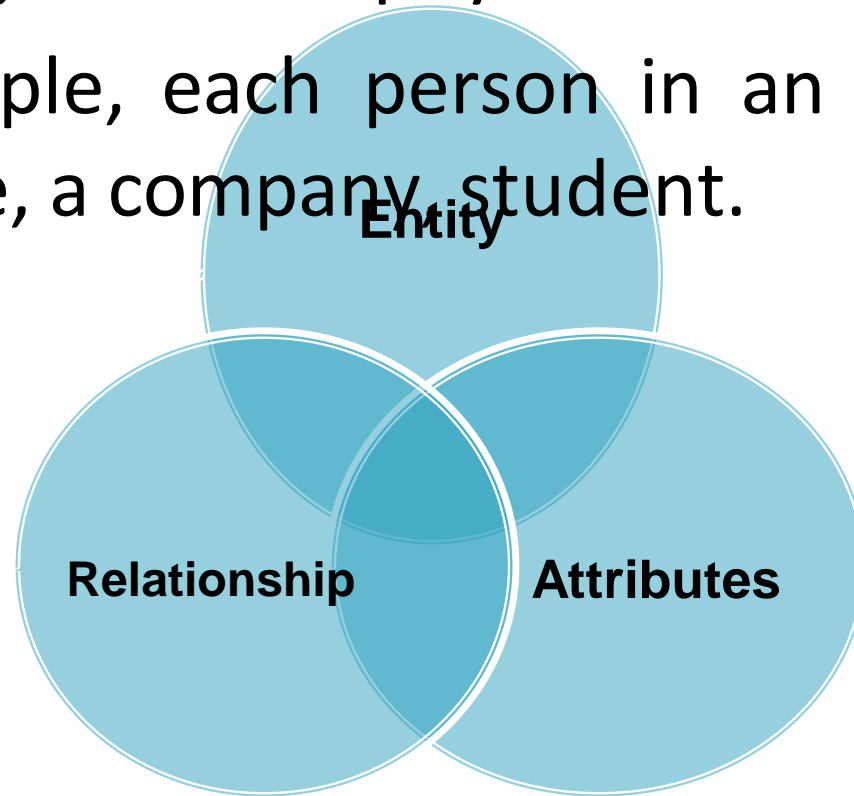 ple, each person in an
e, a company, student.
Entity
Relationship
Attributes